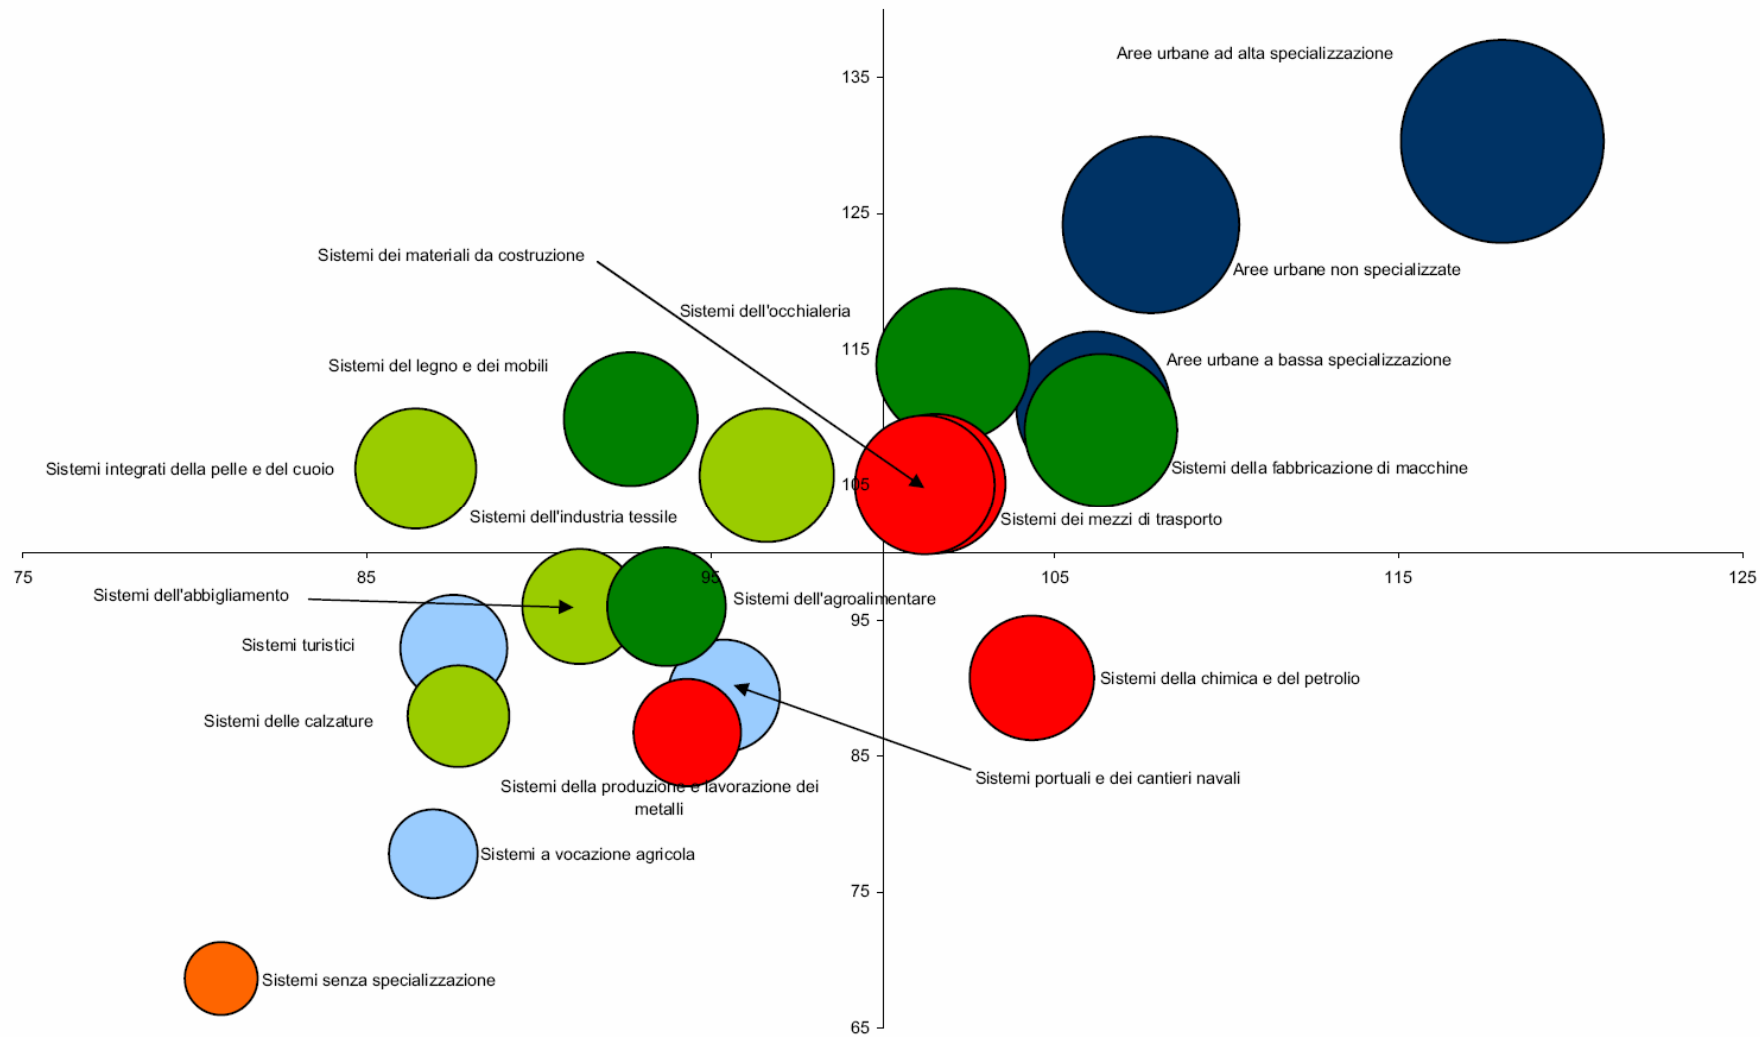 Aree urbane ad alta specializzazione
135
125
Sistemi dei materiali da costruzione
Aree urbane non specializzate
Sistemi dell'occhialeria
115
Aree urbane a bassa specializzazione
Sistemi del legno e dei mobili
Sistemi integrati della pelle e del cuoio
Sistemi della fabbricazione di macchine
105
Sistemi dell'industria tessile
Sistemi dei mezzi di trasporto
75
85
95
105
115
125
Sistemi dell'abbigliamento
Sistemi dell'agroalimentare
95
Sistemi turistici
Sistemi della chimica e del petrolio
Sistemi delle calzature
85
Sistemi portuali e dei cantieri navali
Sistemi della produzione e lavorazione dei
metalli
Sistemi a vocazione agricola
75
Sistemi senza specializzazione
65